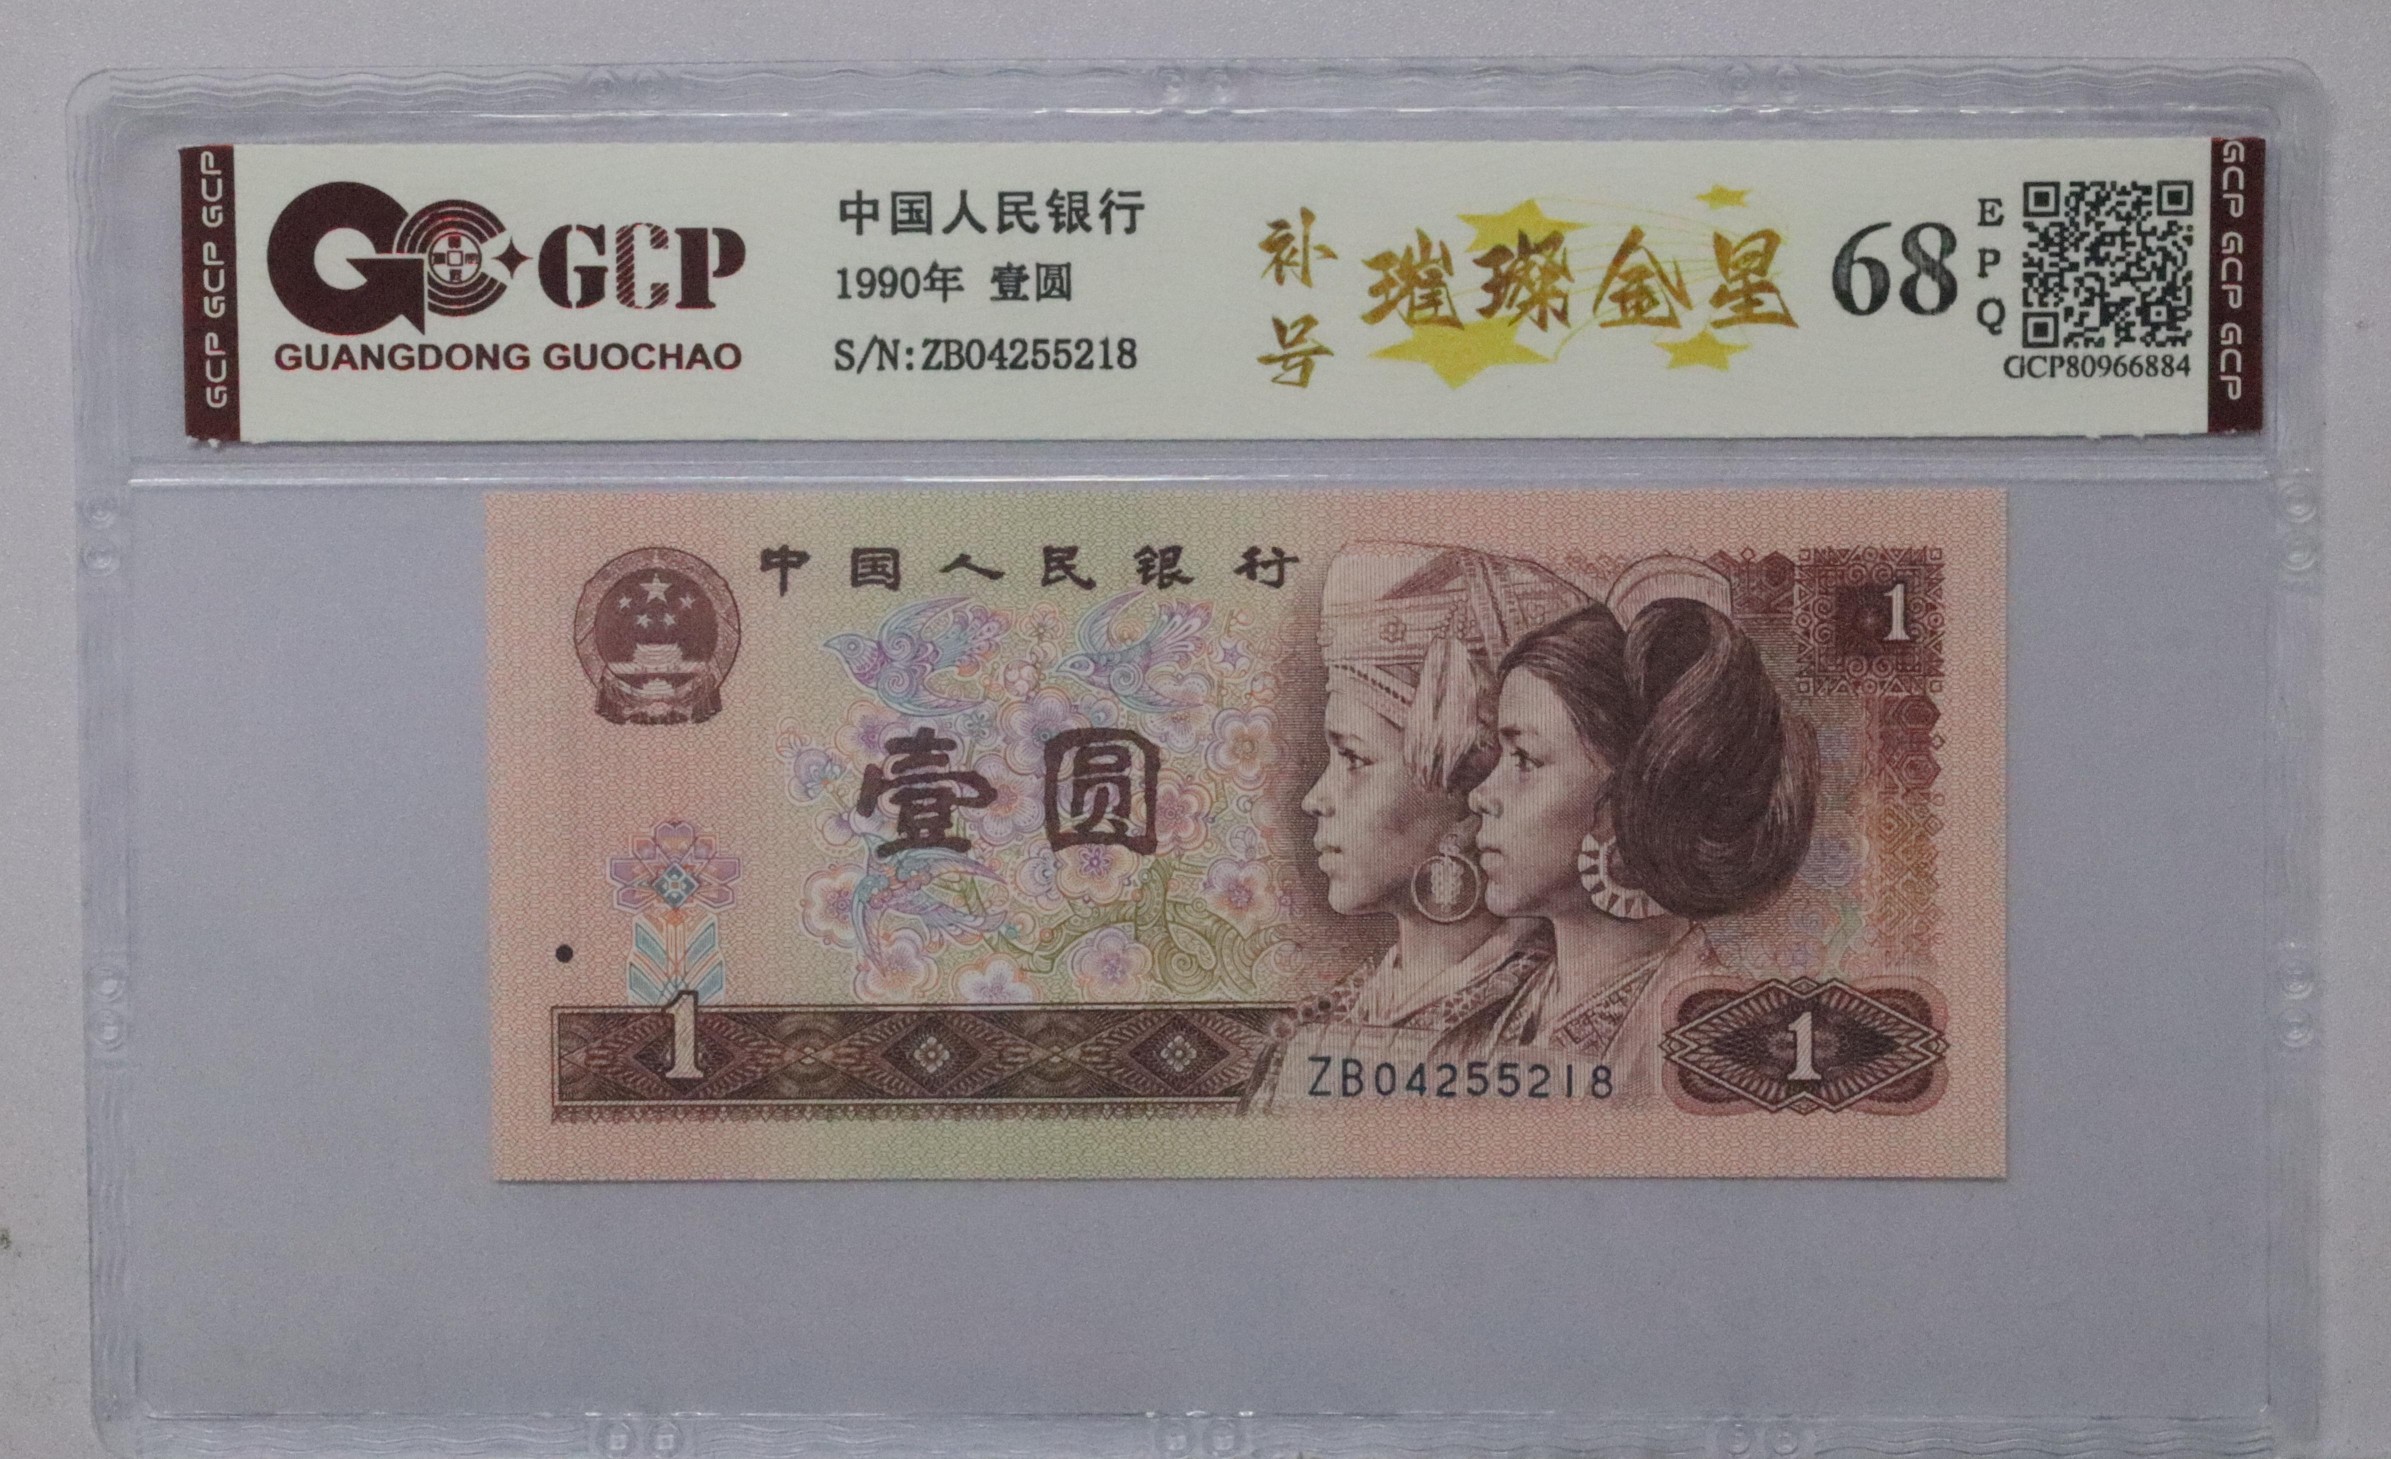 GCP GCP GCP
GCP
GUANGDONG GUOCHAO
中国人民银行
1990年 壹圆
S/N:ZB04255218
补号
璀璨金星
68
EPQ
GCP80966884
GCP GCP GCP
中国人民银行
1
壹圆
1
ZB04255218
1